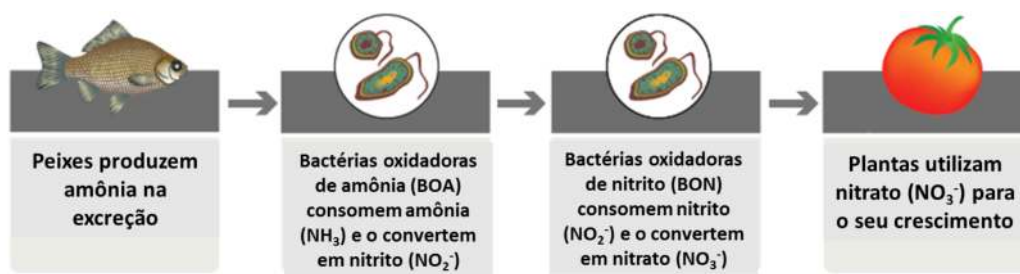 Peixes produzem
amônia na
excreção
Bactérias oxidadoras
de amônia (BOA)
consomem amônia
(NH₃) e o convertem
em nitrito (NO₂⁻)
Bactérias oxidadoras
de nitrito (BON)
consomem nitrito
(NO₂⁻) e o convertem
em nitrato (NO₃⁻)
Plantas utilizam
nitrato (NO₃⁻) para
o seu crescimento